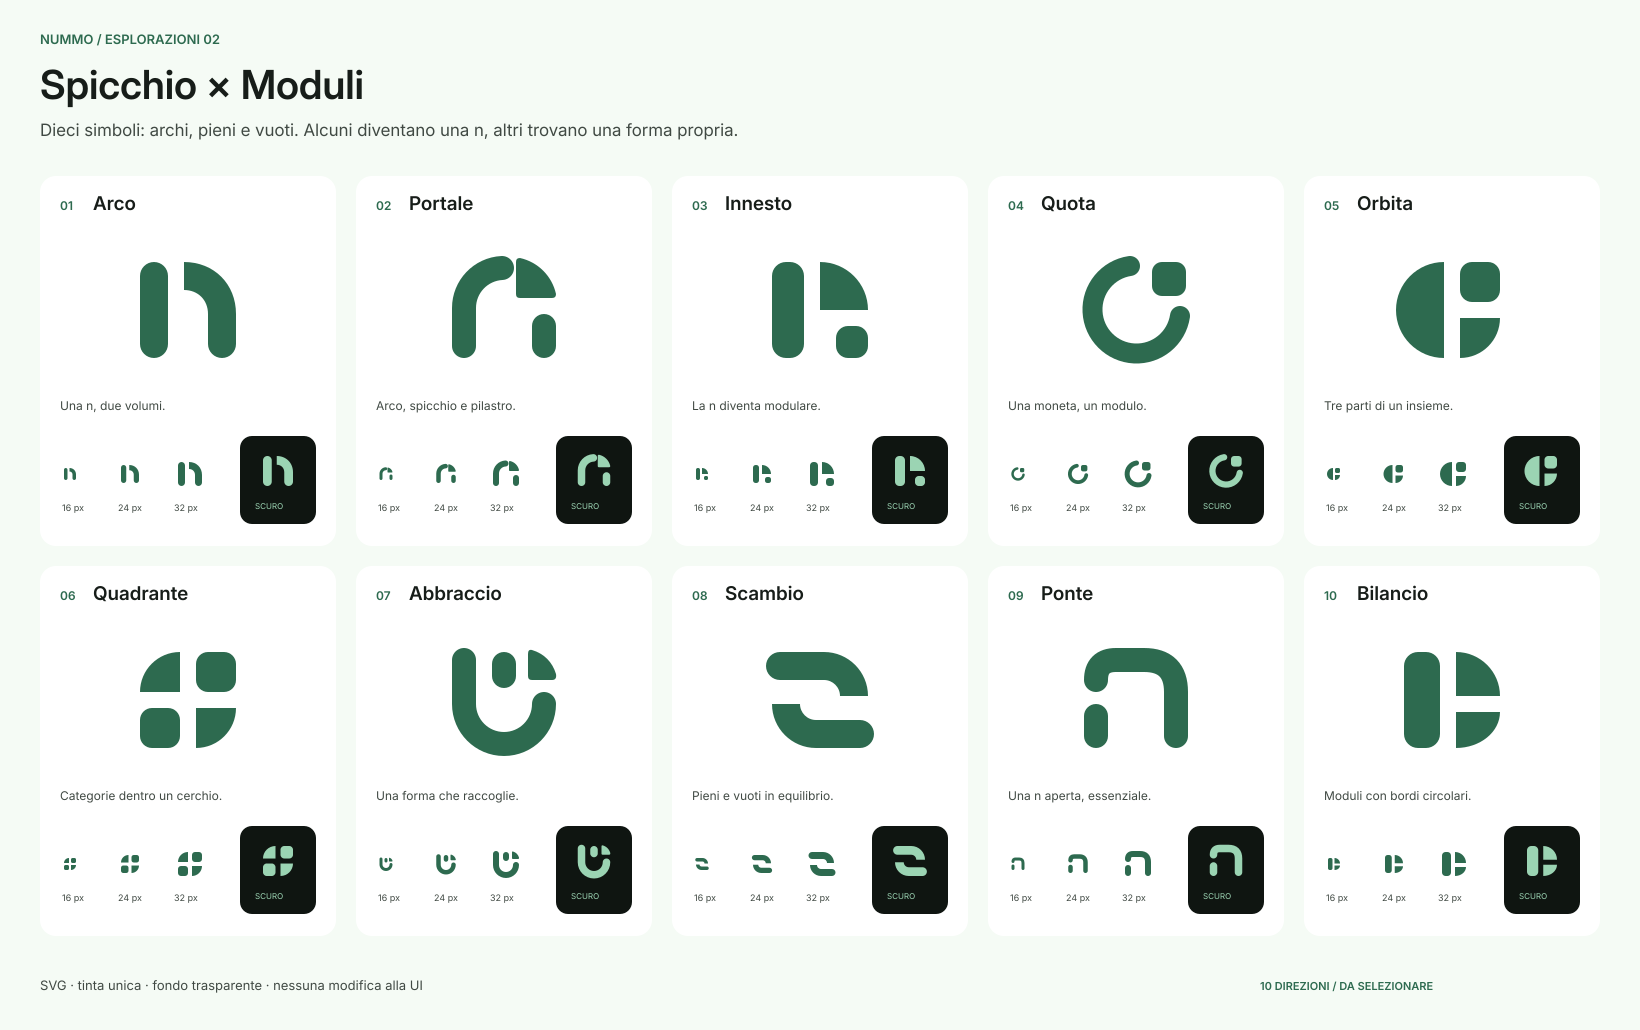 NUMMO / ESPLORAZIONI 02
Spicchio × Moduli
Dieci simboli: archi, pieni e vuoti. Alcuni diventano una n, altri trovano una forma propria.
01 Arco
Una n, due volumi.
16 px 24 px 32 px SCURO
02 Portale
Arco, spicchio e pilastro.
16 px 24 px 32 px SCURO
03 Innesto
La n diventa modulare.
16 px 24 px 32 px SCURO
04 Quota
Una moneta, un modulo.
16 px 24 px 32 px SCURO
05 Orbita
Tre parti di un insieme.
16 px 24 px 32 px SCURO
06 Quadrante
Categorie dentro un cerchio.
16 px 24 px 32 px SCURO
07 Abbraccio
Una forma che raccoglie.
16 px 24 px 32 px SCURO
08 Scambio
Pieni e vuoti in equilibrio.
16 px 24 px 32 px SCURO
09 Ponte
Una n aperta, essenziale.
16 px 24 px 32 px SCURO
10 Bilancio
Moduli con bordi circolari.
16 px 24 px 32 px SCURO
SVG · tinta unica · fondo trasparente · nessuna modifica alla UI
10 DIREZIONI / DA SELEZIONARE